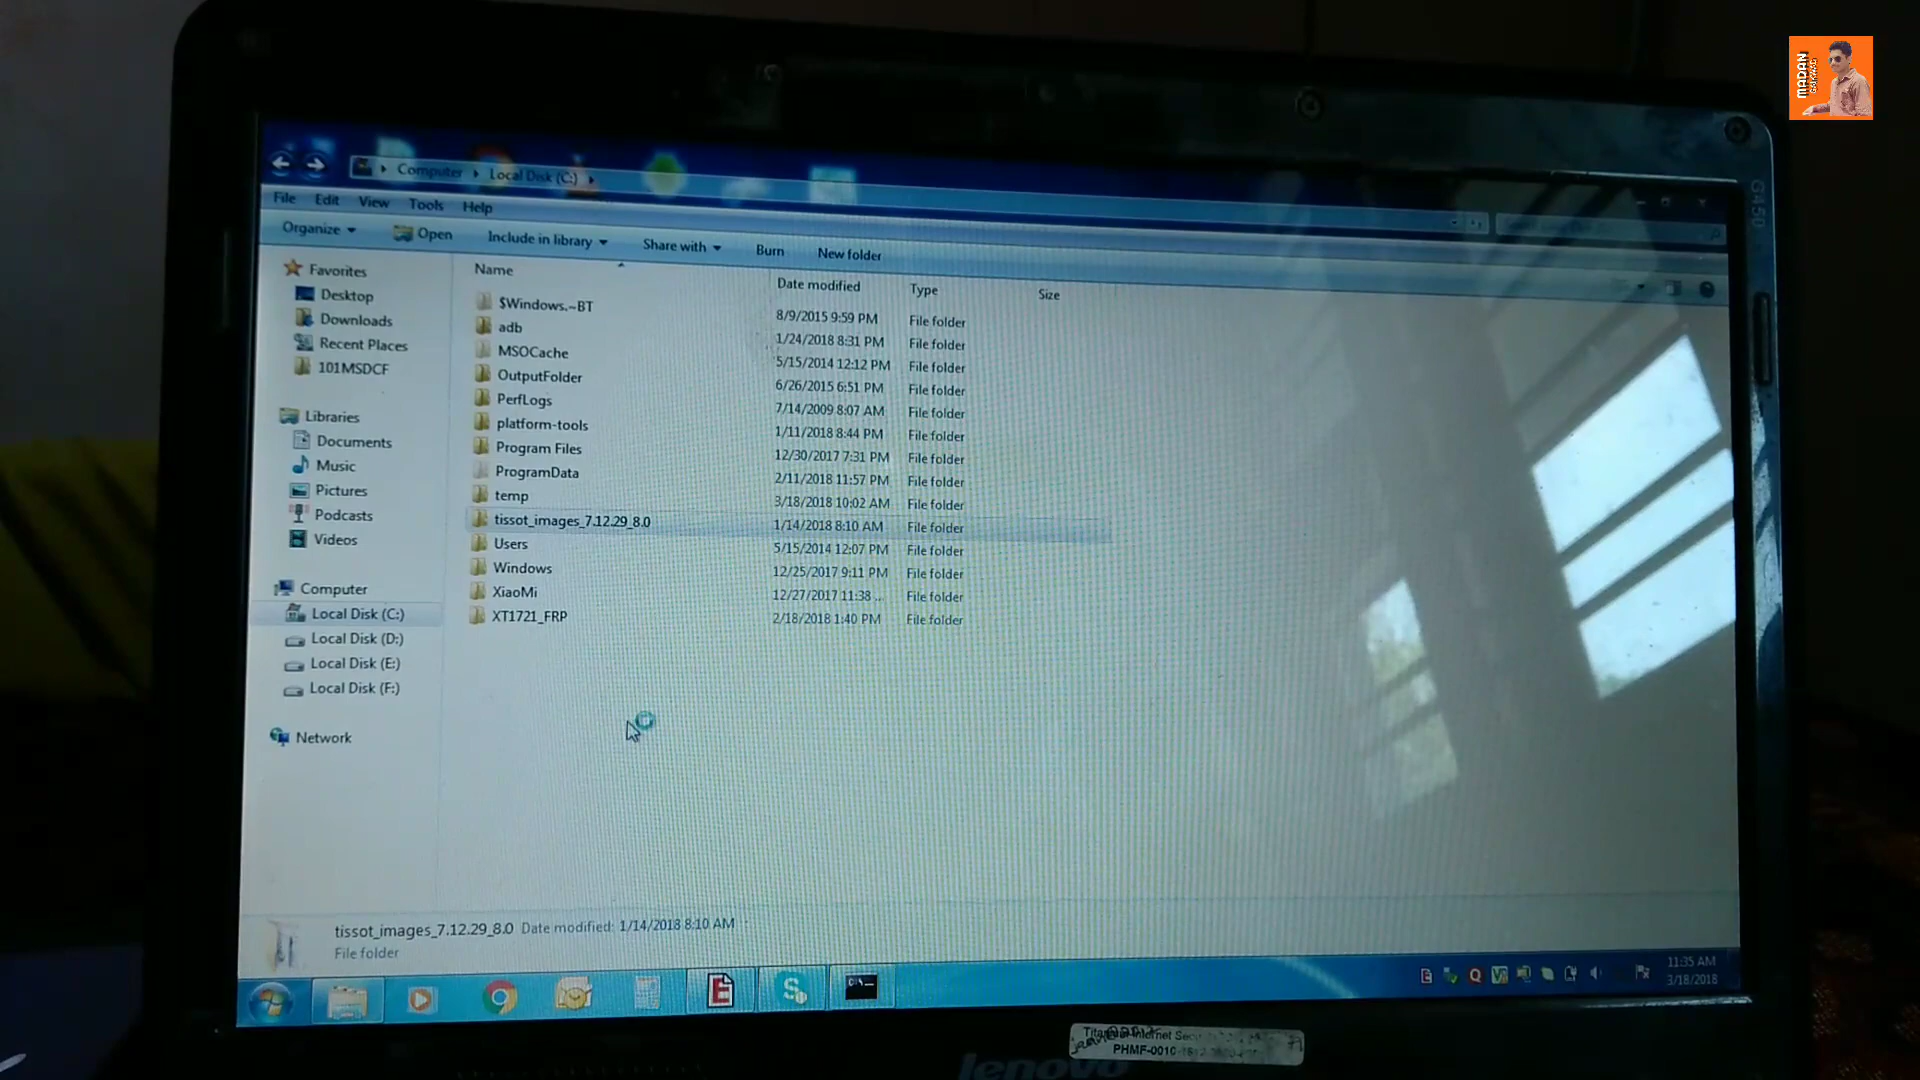 MADAN
G450
Computer
Local Disk (C:)
File Edit View Tools Help
Organize Open Include in library Share with Burn New folder
Favorites
Desktop
Downloads
Recent Places
101MSDCF
Libraries
Documents
Music
Pictures
Podcasts
Videos
Computer
Local Disk (C:)
Local Disk (D:)
Local Disk (E:)
Local Disk (F:)
Network
Name Date modified Type Size
$Windows.~BT 8/9/2015 9:59 PM File folder
adb 1/24/2018 8:31 PM File folder
MSOCache 5/15/2014 12:12 PM File folder
OutputFolder 6/26/2015 6:51 PM File folder
PerfLogs 7/14/2009 8:07 AM File folder
platform-tools 1/11/2018 8:44 PM File folder
Program Files 12/30/2017 7:31 PM File folder
ProgramData 2/11/2018 11:57 PM File folder
temp 3/18/2018 10:02 AM File folder
tissot_images_7.12.29_8.0 1/14/2018 8:10 AM File folder
Users 5/15/2014 12:07 PM File folder
Windows 12/25/2017 9:11 PM File folder
XiaoMi 12/27/2017 11:38 ... File folder
XT1721_FRP 2/18/2018 1:40 PM File folder
tissot_images_7.12.29_8.0 Date modified: 1/14/2018 8:10 AM
File folder
11:35 AM
3/18/2018
Internet
lenovo